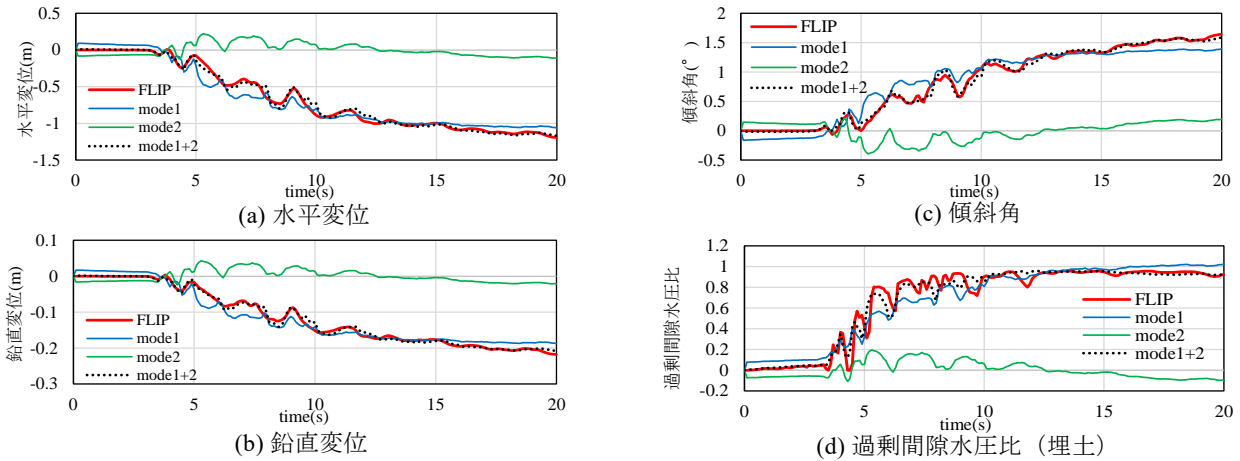 水平変位(m)
0.5
0
-0.5
-1
-1.5
0
5
10
15
20
FLIP
mode1
mode2
mode1+2
time(s)
(a) 水平変位
鉛直変位(m)
0.1
0
-0.1
-0.2
-0.3
0
5
10
15
20
FLIP
mode1
mode2
mode1+2
time(s)
(b) 鉛直変位
傾斜角(°)
2
1.5
1
0.5
0
-0.5
0
5
10
15
20
FLIP
mode1
mode2
mode1+2
time(s)
(c) 傾斜角
過剰間隙水圧比
1.2
1
0.8
0.6
0.4
0.2
0
-0.2
0
5
10
15
20
FLIP
mode1
mode2
mode1+2
time(s)
(d) 過剰間隙水圧比（埋土）